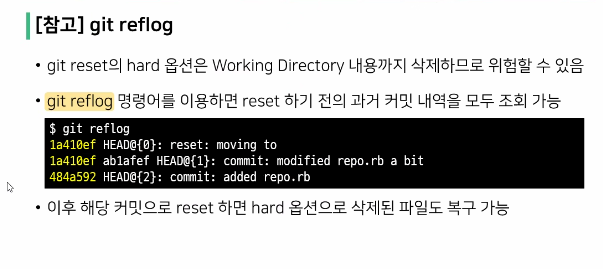 [참고] git reflog
• git reset의 hard 옵션은 Working Directory 내용까지 삭제하므로 위험할 수 있음
• git reflog 명령어를 이용하면 reset 하기 전의 과거 커밋 내역을 모두 조회 가능
$ git reflog
1a410ef HEAD@{0}: reset: moving to
1a410ef ab1afef HEAD@{1}: commit: modified repo.rb a bit
484a592 HEAD@{2}: commit: added repo.rb
• 이후 해당 커밋으로 reset 하면 hard 옵션으로 삭제된 파일도 복구 가능